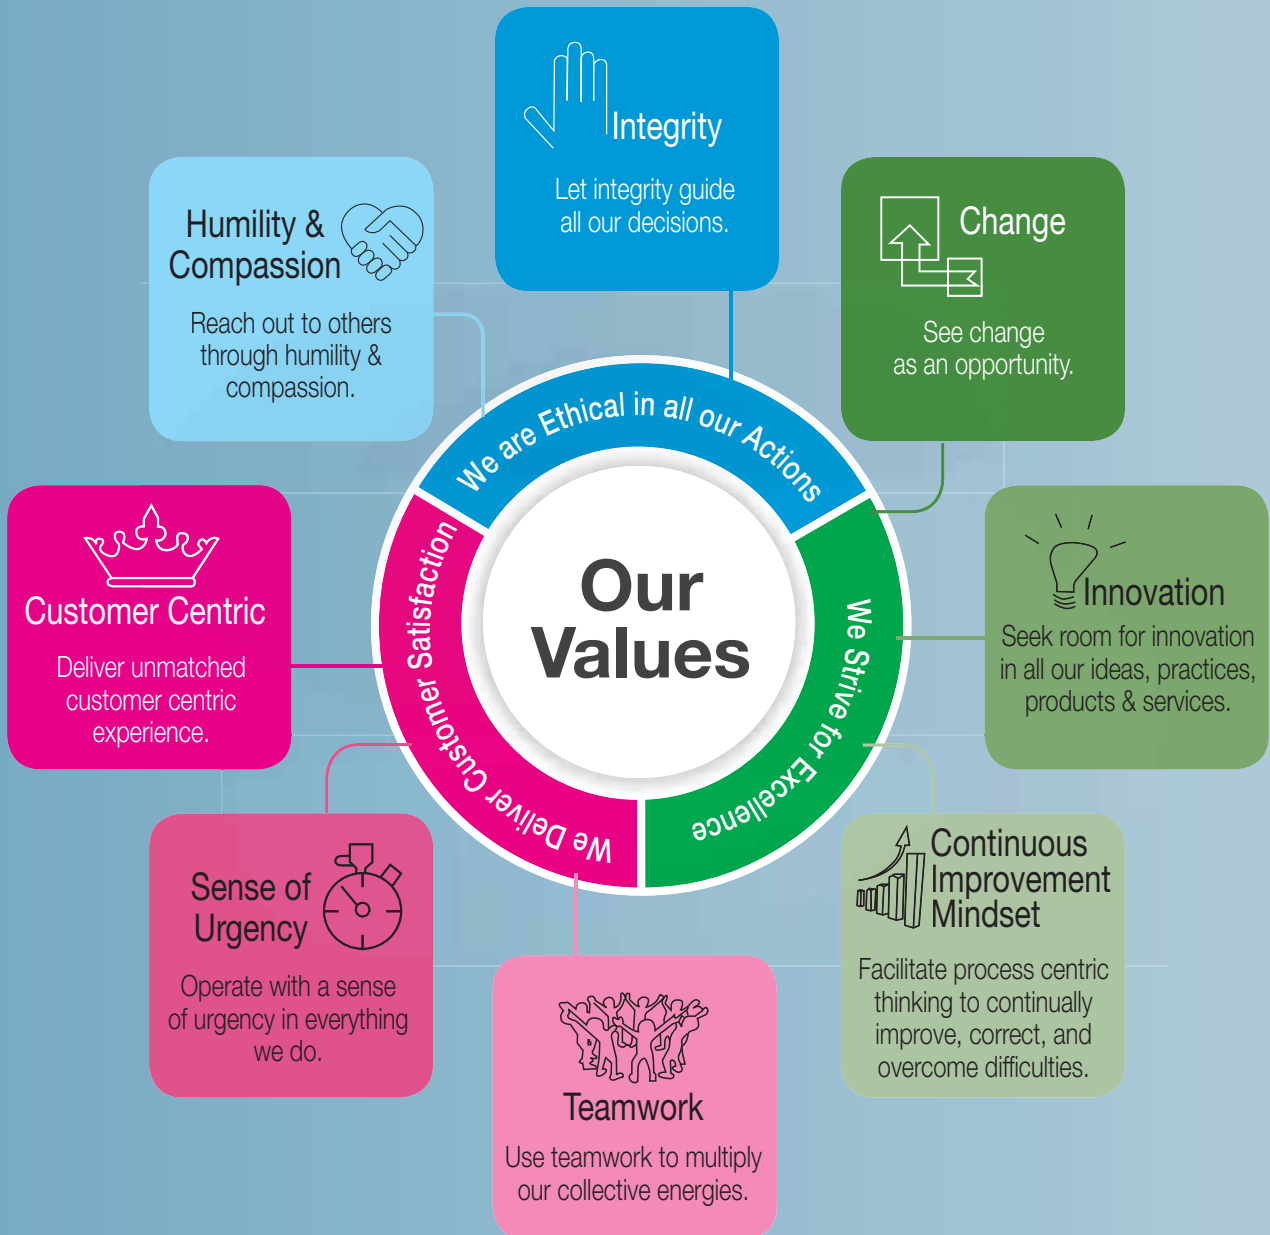 Our
Values
We are Ethical in all our Actions
We Strive for Excellence
We Deliver Customer Satisfaction
Integrity
Let integrity guide
all our decisions.
Change
See change
as an opportunity.
Innovation
Seek room for innovation
in all our ideas, practices,
products & services.
Continuous
Improvement
Mindset
Facilitate process centric
thinking to continually
improve, correct, and
overcome difficulties.
Teamwork
Use teamwork to multiply
our collective energies.
Sense of
Urgency
Operate with a sense
of urgency in everything
we do.
Customer Centric
Deliver unmatched
customer centric
experience.
Humility &
Compassion
Reach out to others
through humility &
compassion.